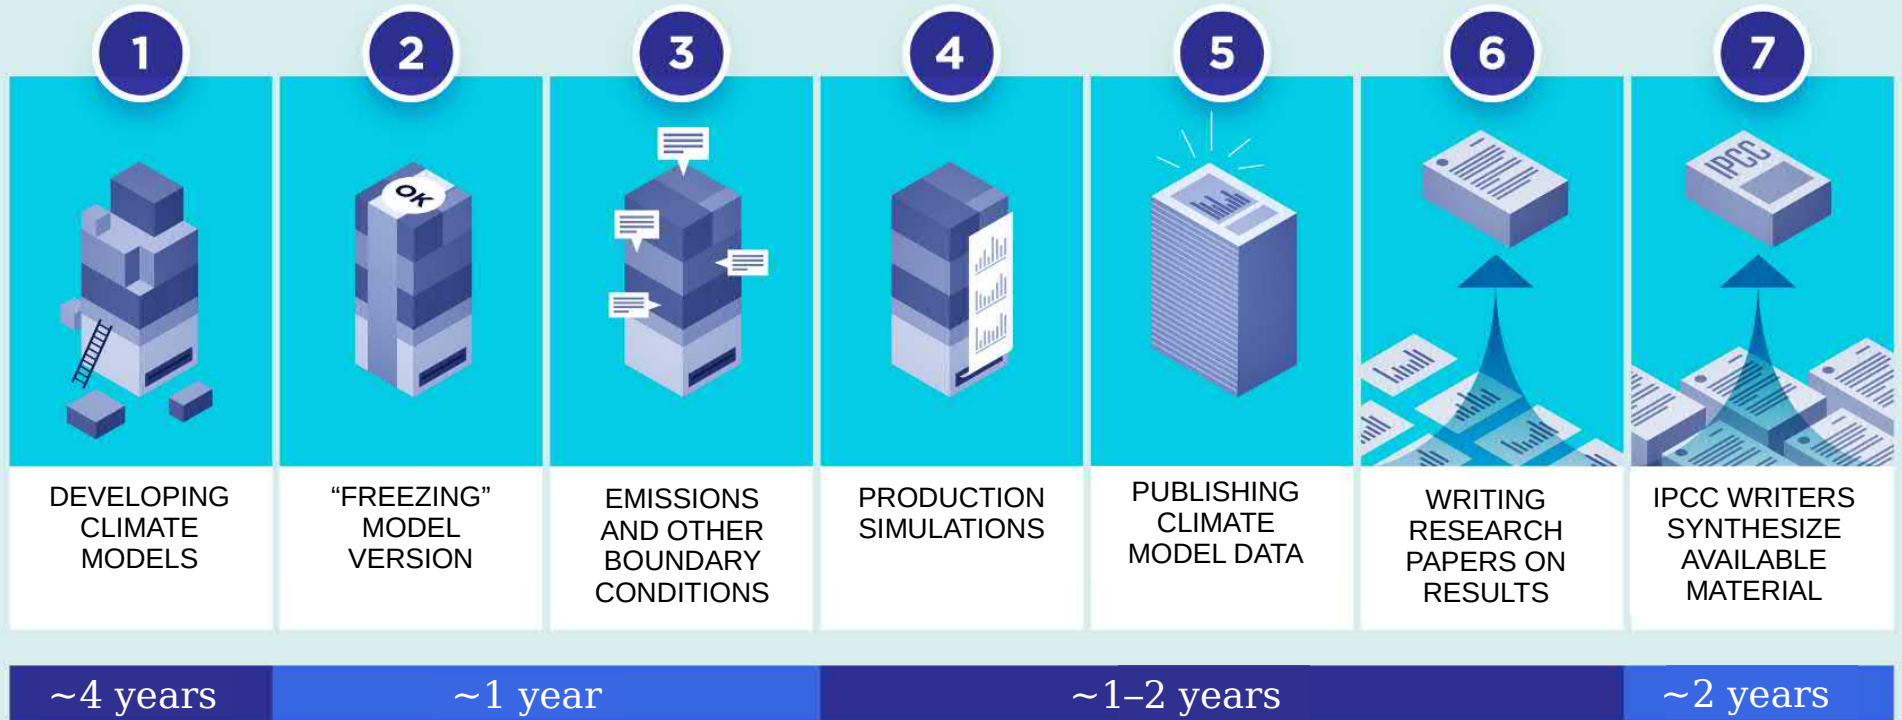 1
2
3
4
5
6
7
OK
IPCC
DEVELOPING
CLIMATE
MODELS
“FREEZING”
MODEL
VERSION
EMISSIONS
AND OTHER
BOUNDARY
CONDITIONS
PRODUCTION
SIMULATIONS
PUBLISHING
CLIMATE
MODEL DATA
WRITING
RESEARCH
PAPERS ON
RESULTS
IPCC WRITERS
SYNTHESIZE
AVAILABLE
MATERIAL
~4 years
~1 year
~1–2 years
~2 years